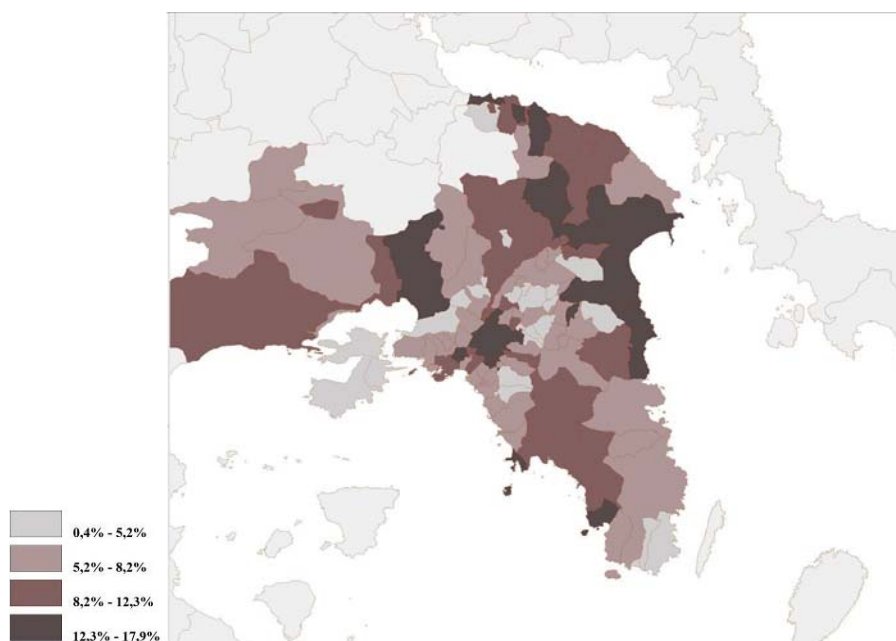 0,4% - 5,2%
5,2% - 8,2%
8,2% - 12,3%
12,3% - 17,9%